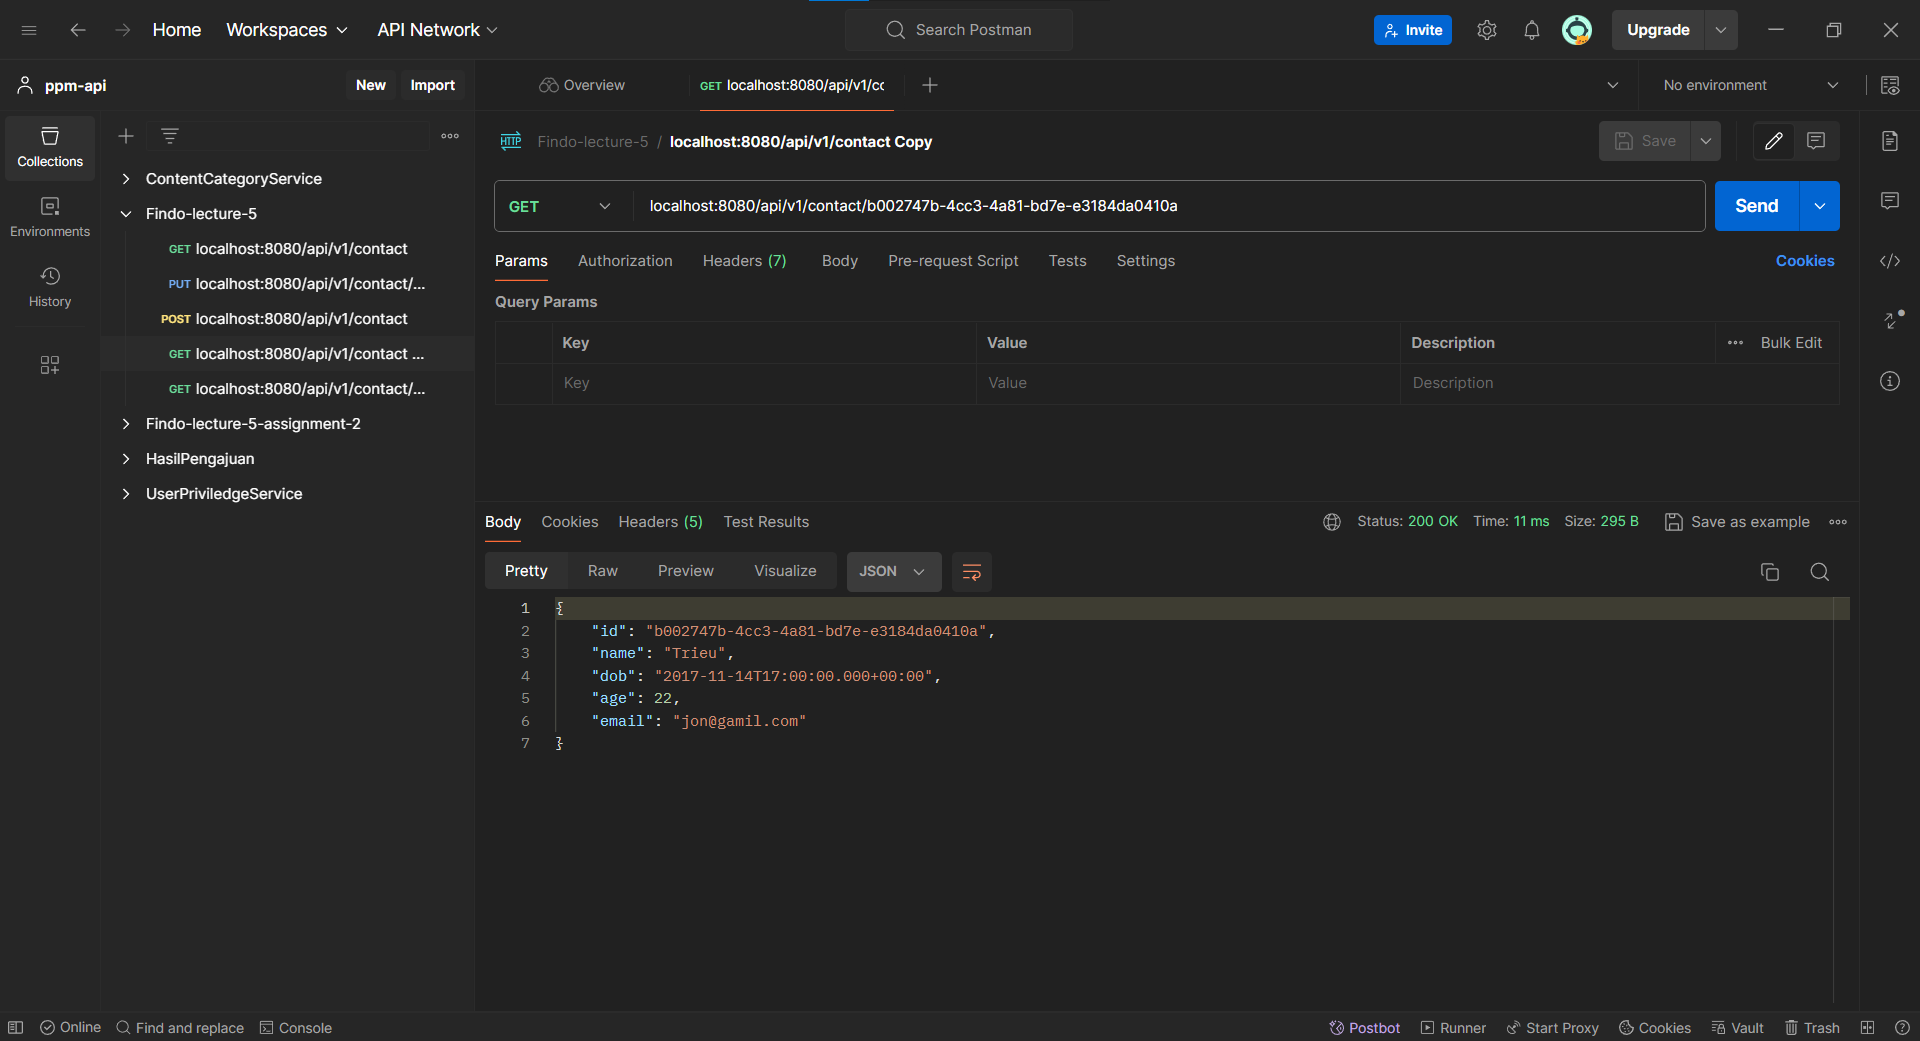 Home Workspaces API Network Search Postman Invite Upgrade
ppm-api New Import Overview GET localhost:8080/api/v1/cc No environment
Collections
Environments
History
ContentCategoryService
Findo-lecture-5
GET localhost:8080/api/v1/contact
PUT localhost:8080/api/v1/contact/...
POST localhost:8080/api/v1/contact
GET localhost:8080/api/v1/contact ...
GET localhost:8080/api/v1/contact/...
Findo-lecture-5-assignment-2
HasilPengajuan
UserPriviledgeService
HTTP Findo-lecture-5 / localhost:8080/api/v1/contact Copy Save
GET localhost:8080/api/v1/contact/b002747b-4cc3-4a81-bd7e-e3184da0410a Send
Params Authorization Headers (7) Body Pre-request Script Tests Settings Cookies
Query Params
Key Value Description Bulk Edit
Key Value Description
Body Cookies Headers (5) Test Results Status: 200 OK Time: 11 ms Size: 295 B Save as example
Pretty Raw Preview Visualize JSON
1 {
2 "id": "b002747b-4cc3-4a81-bd7e-e3184da0410a",
3 "name": "Trieu",
4 "dob": "2017-11-14T17:00:00.000+00:00",
5 "age": 22,
6 "email": "jon@gamil.com"
7 }
Online Find and replace Console Postbot Runner Start Proxy Cookies Vault Trash